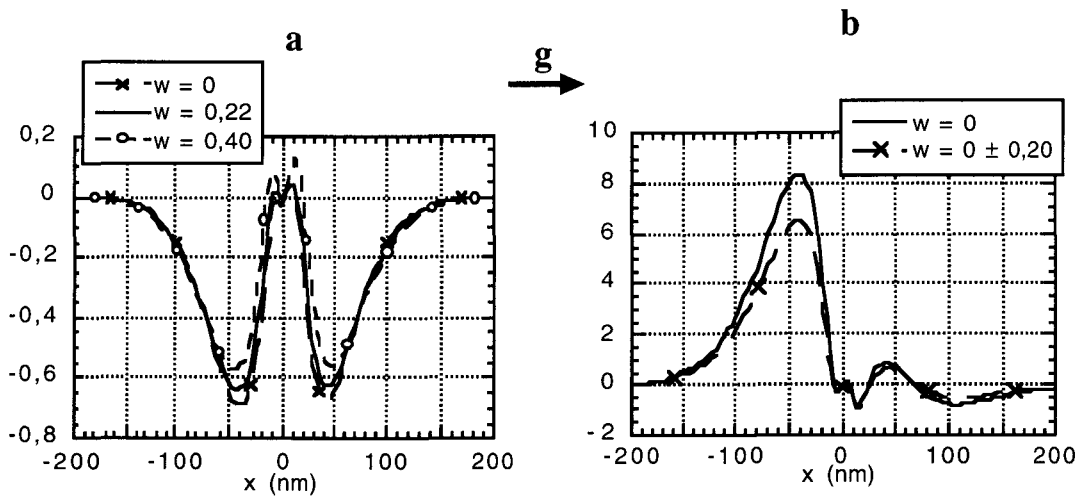 a
g
b
-w = 0
w = 0,22
-w = 0,40
w = 0
-w = 0 ± 0,20
0,2
0
-0,2
-0,4
-0,6
-0,8
-200 -100 0 100 200
x (nm)
10
8
6
4
2
0
-2
-200 -100 0 100 200
x (nm)